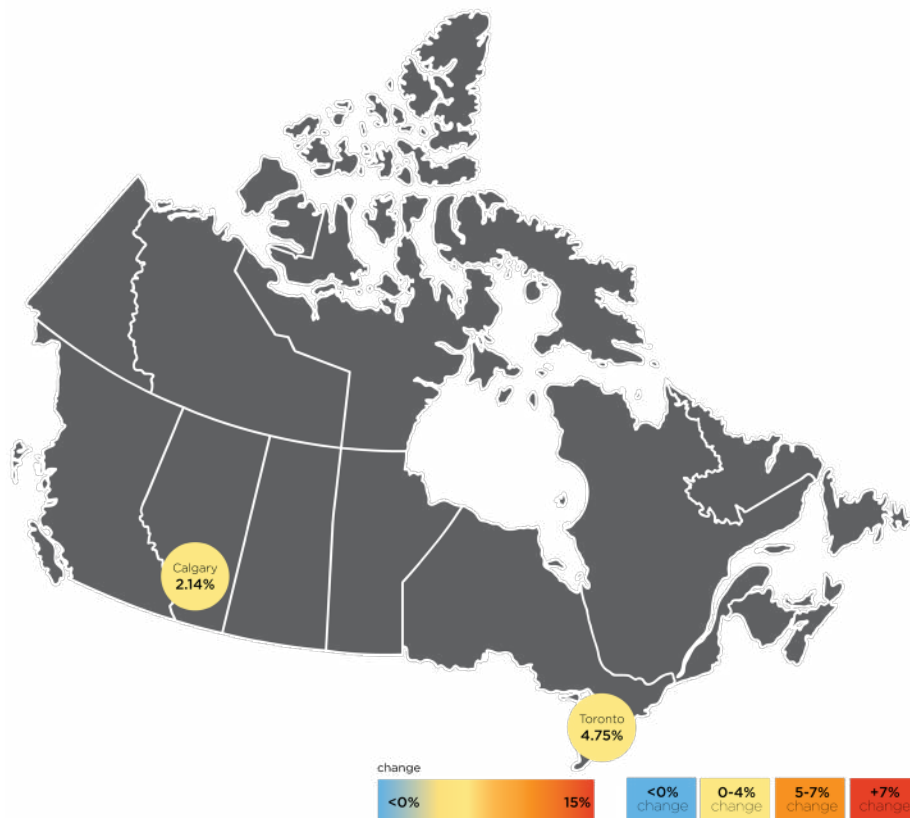 Calgary
2.14%
Toronto
4.75%
change
<0%
15%
<0%
change
0-4%
change
5-7%
change
+7%
change